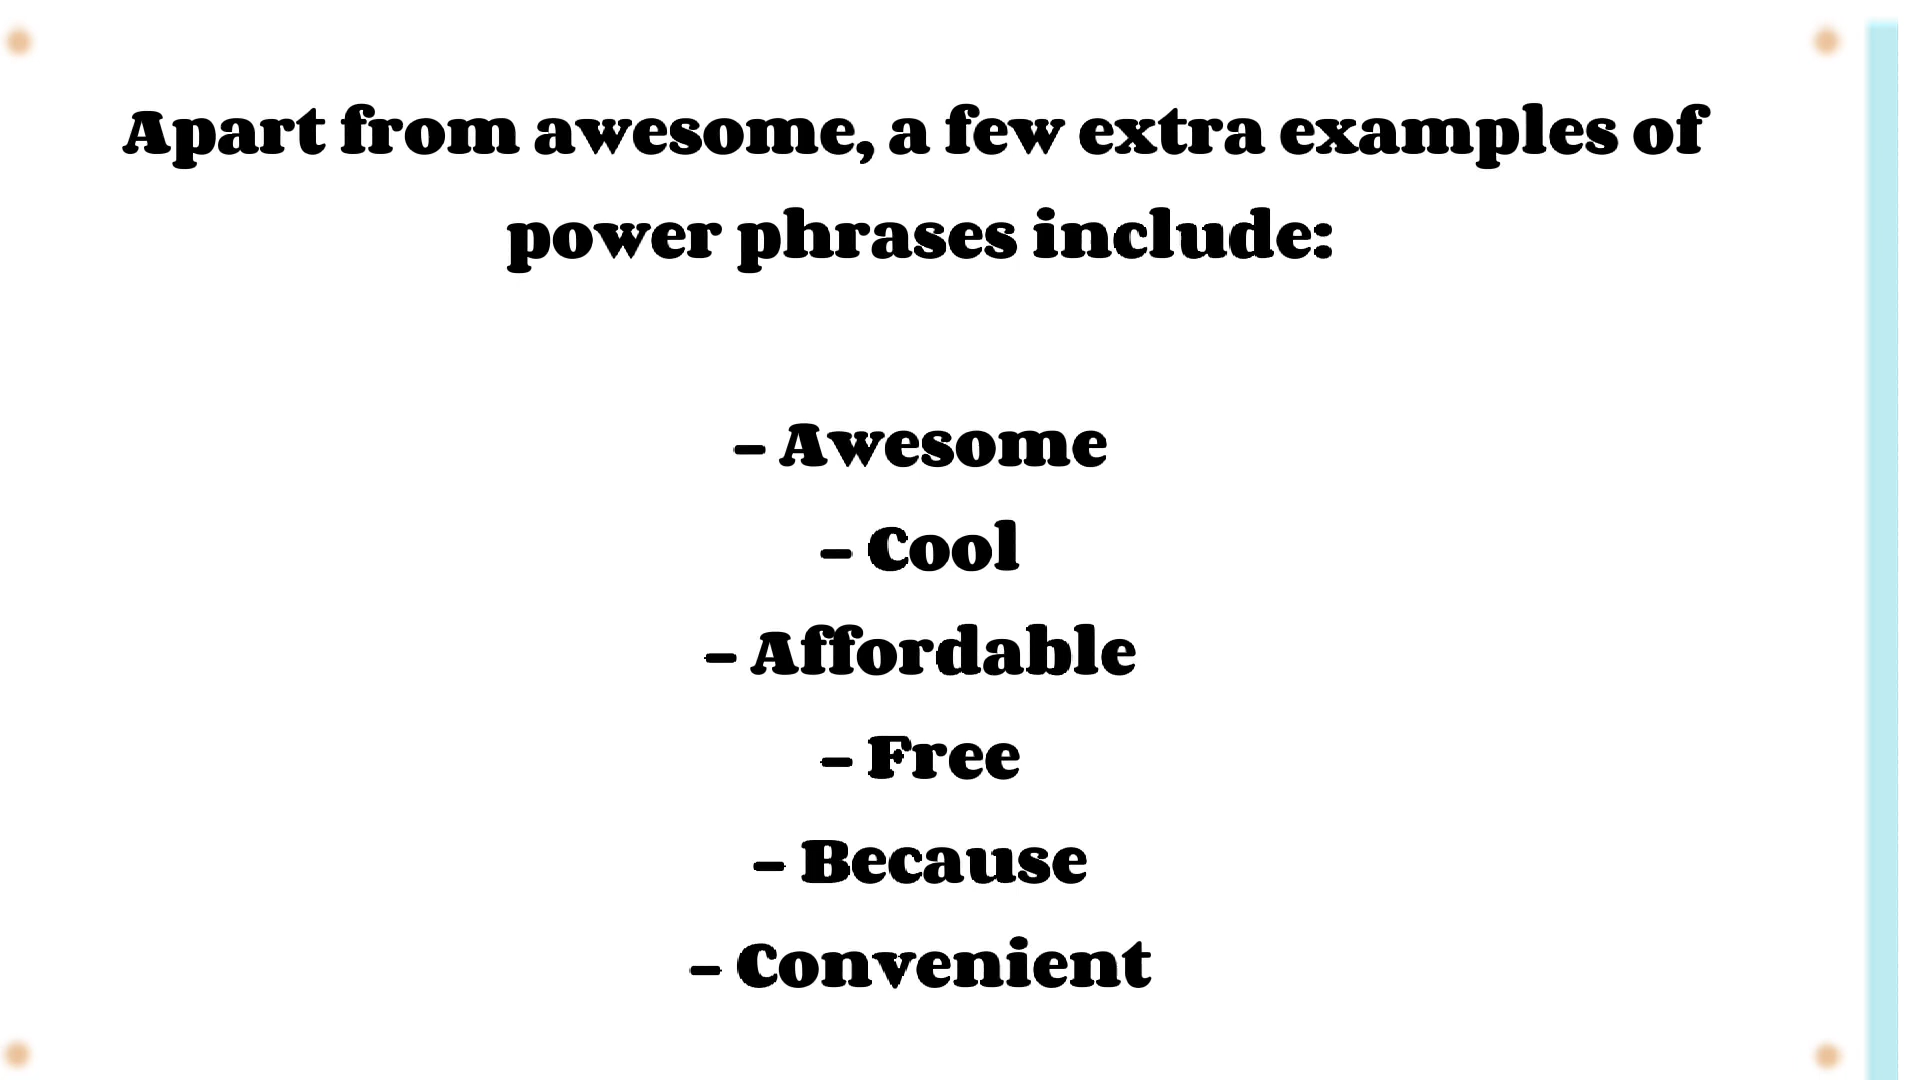 Apart from awesome, a few extra examples of
power phrases include:
– Awesome
– Cool
– Affordable
– Free
– Because
– Convenient